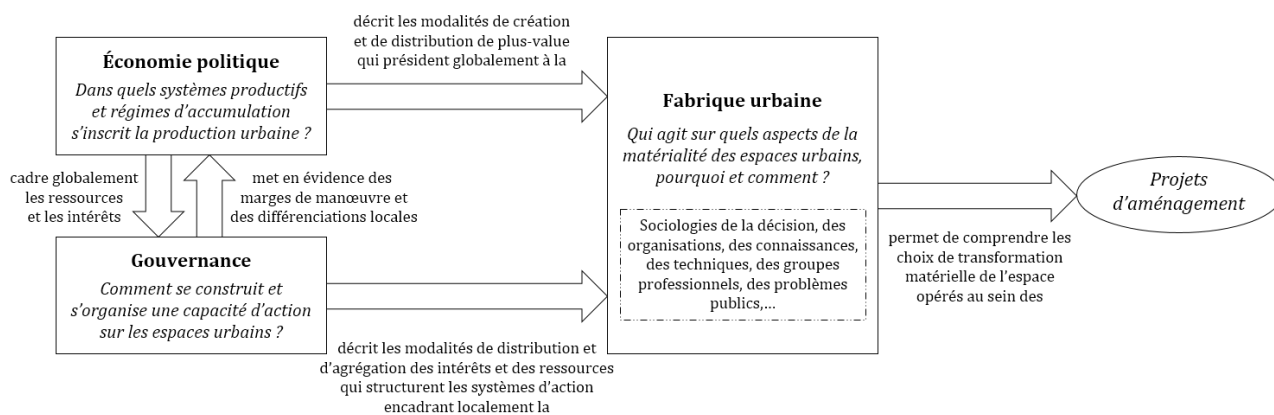 décrit les modalités de création
et de distribution de plus-value
qui président globalement à la
Économie politique
Dans quels systèmes productifs
et régimes d’accumulation
s’inscrit la production urbaine ?
cadre globalement
les ressources
et les intérêts
met en évidence des
marges de manœuvre et
des différenciations locales
Gouvernance
Comment se construit et
s’organise une capacité d’action
sur les espaces urbains ?
décrit les modalités de distribution et
d’agrégation des intérêts et des ressources
qui structurent les systèmes d’action
encadrant localement la
Fabrique urbaine
Qui agit sur quels aspects de la
matérialité des espaces urbains,
pourquoi et comment ?
Sociologies de la décision, des
organisations, des connaissances,
des techniques, des groupes
professionnels, des problèmes
publics,…
permet de comprendre les
choix de transformation
matérielle de l’espace
opérés au sein des
Projets
d’aménagement